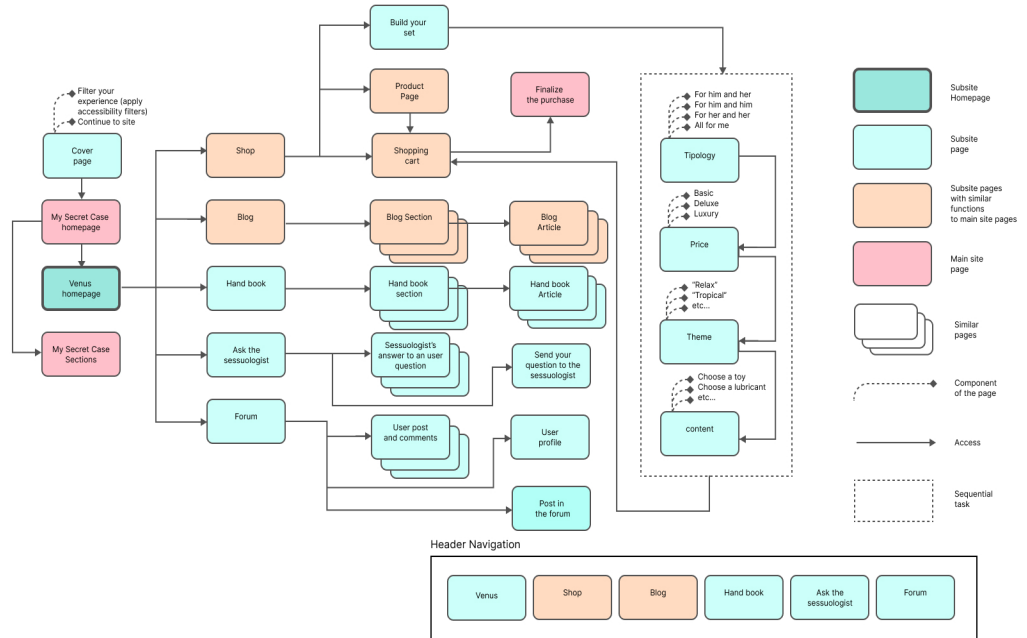 Build your
set
Filter your
experience (apply
accessibility filters)
Continue to site
Cover
page
My Secret Case
homepage
Venus
homepage
My Secret Case
Sections
Shop
Product
Page
Finalize
the purchase
Shopping
cart
Blog
Blog Section
Blog
Article
Hand book
Hand book
section
Hand book
Article
Ask the
sessuologist
Sessuologist's
answer to an user
question
Send your
question to the
sessuologist
Forum
User post
and comments
User
profile
Post in
the forum
For him and her
For him and him
For her and her
All for me
Tipology
Basic
Deluxe
Luxury
Price
"Relax"
"Tropical"
etc...
Theme
Choose a toy
Choose a lubricant
etc...
content
Subsite
Homepage
Subsite
page
Subsite pages
with similar
functions
to main site pages
Main site
page
Similar
pages
Component
of the page
Access
Sequential
task
Header Navigation
Venus
Shop
Blog
Hand book
Ask the
sessuologist
Forum